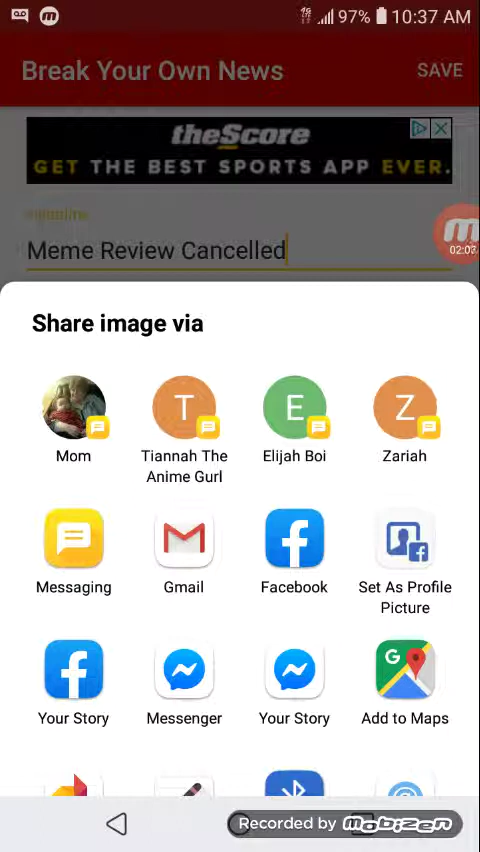 97% 10:37 AM
Break Your Own News
SAVE
theScore
GET THE BEST SPORTS APP EVER.
Headline
Meme Review Cancelled
02:07
Share image via
T
E
Z
Mom
Tiannah The
Anime Gurl
Elijah Boi
Zariah
Messaging
Gmail
Facebook
Set As Profile
Picture
Your Story
Messenger
Your Story
Add to Maps
Recorded by mobizen